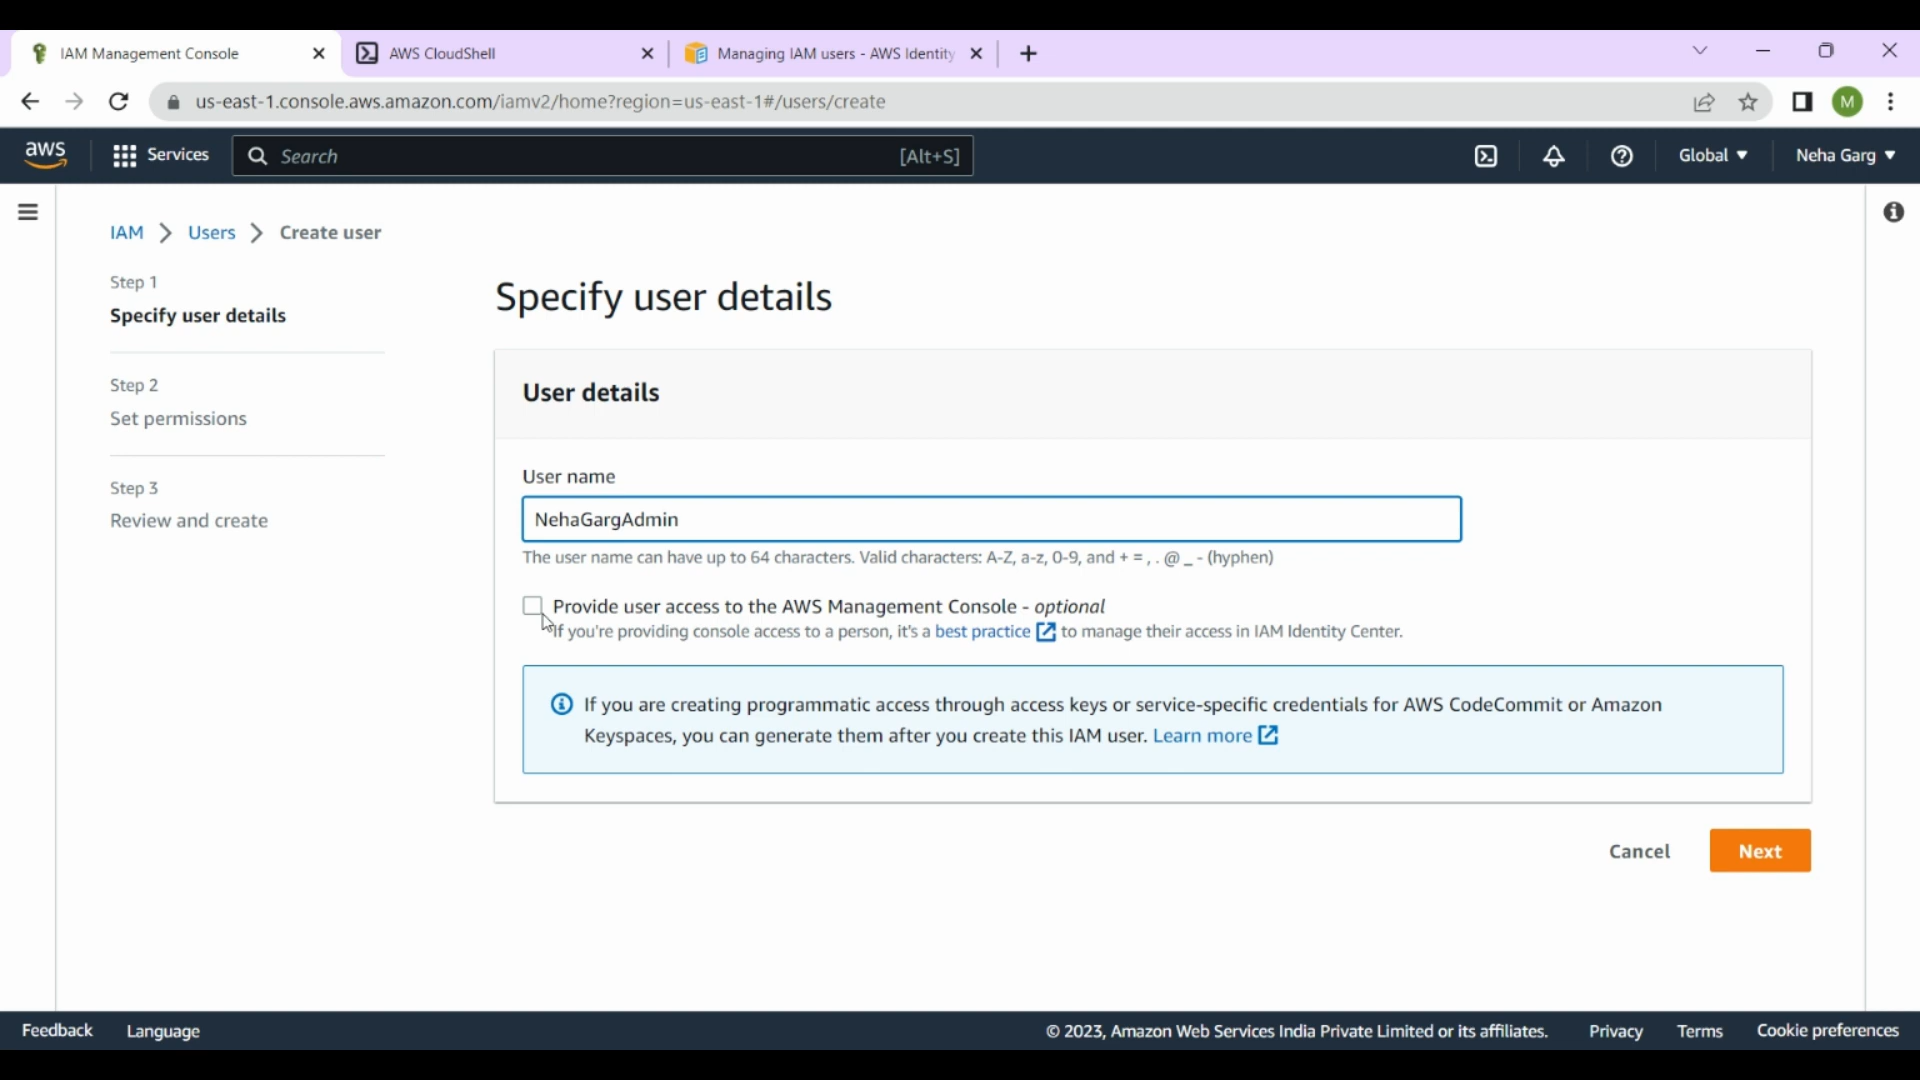 IAM Management Console
AWS CloudShell
Managing IAM users - AWS Identity
us-east-1.console.aws.amazon.com/iamv2/home?region=us-east-1#/users/create
M
aws
Services
Search
[Alt+S]
Global
Neha Garg
IAM
Users
Create user
Step 1
Specify user details
Step 2
Set permissions
Step 3
Review and create
Specify user details
User details
User name
NehaGargAdmin
The user name can have up to 64 characters. Valid characters: A-Z, a-z, 0-9, and + = , . @ _ - (hyphen)
Provide user access to the AWS Management Console - optional
If you're providing console access to a person, it's a best practice to manage their access in IAM Identity Center.
If you are creating programmatic access through access keys or service-specific credentials for AWS CodeCommit or Amazon
Keyspaces, you can generate them after you create this IAM user. Learn more
Cancel
Next
Feedback
Language
© 2023, Amazon Web Services India Private Limited or its affiliates.
Privacy
Terms
Cookie preferences